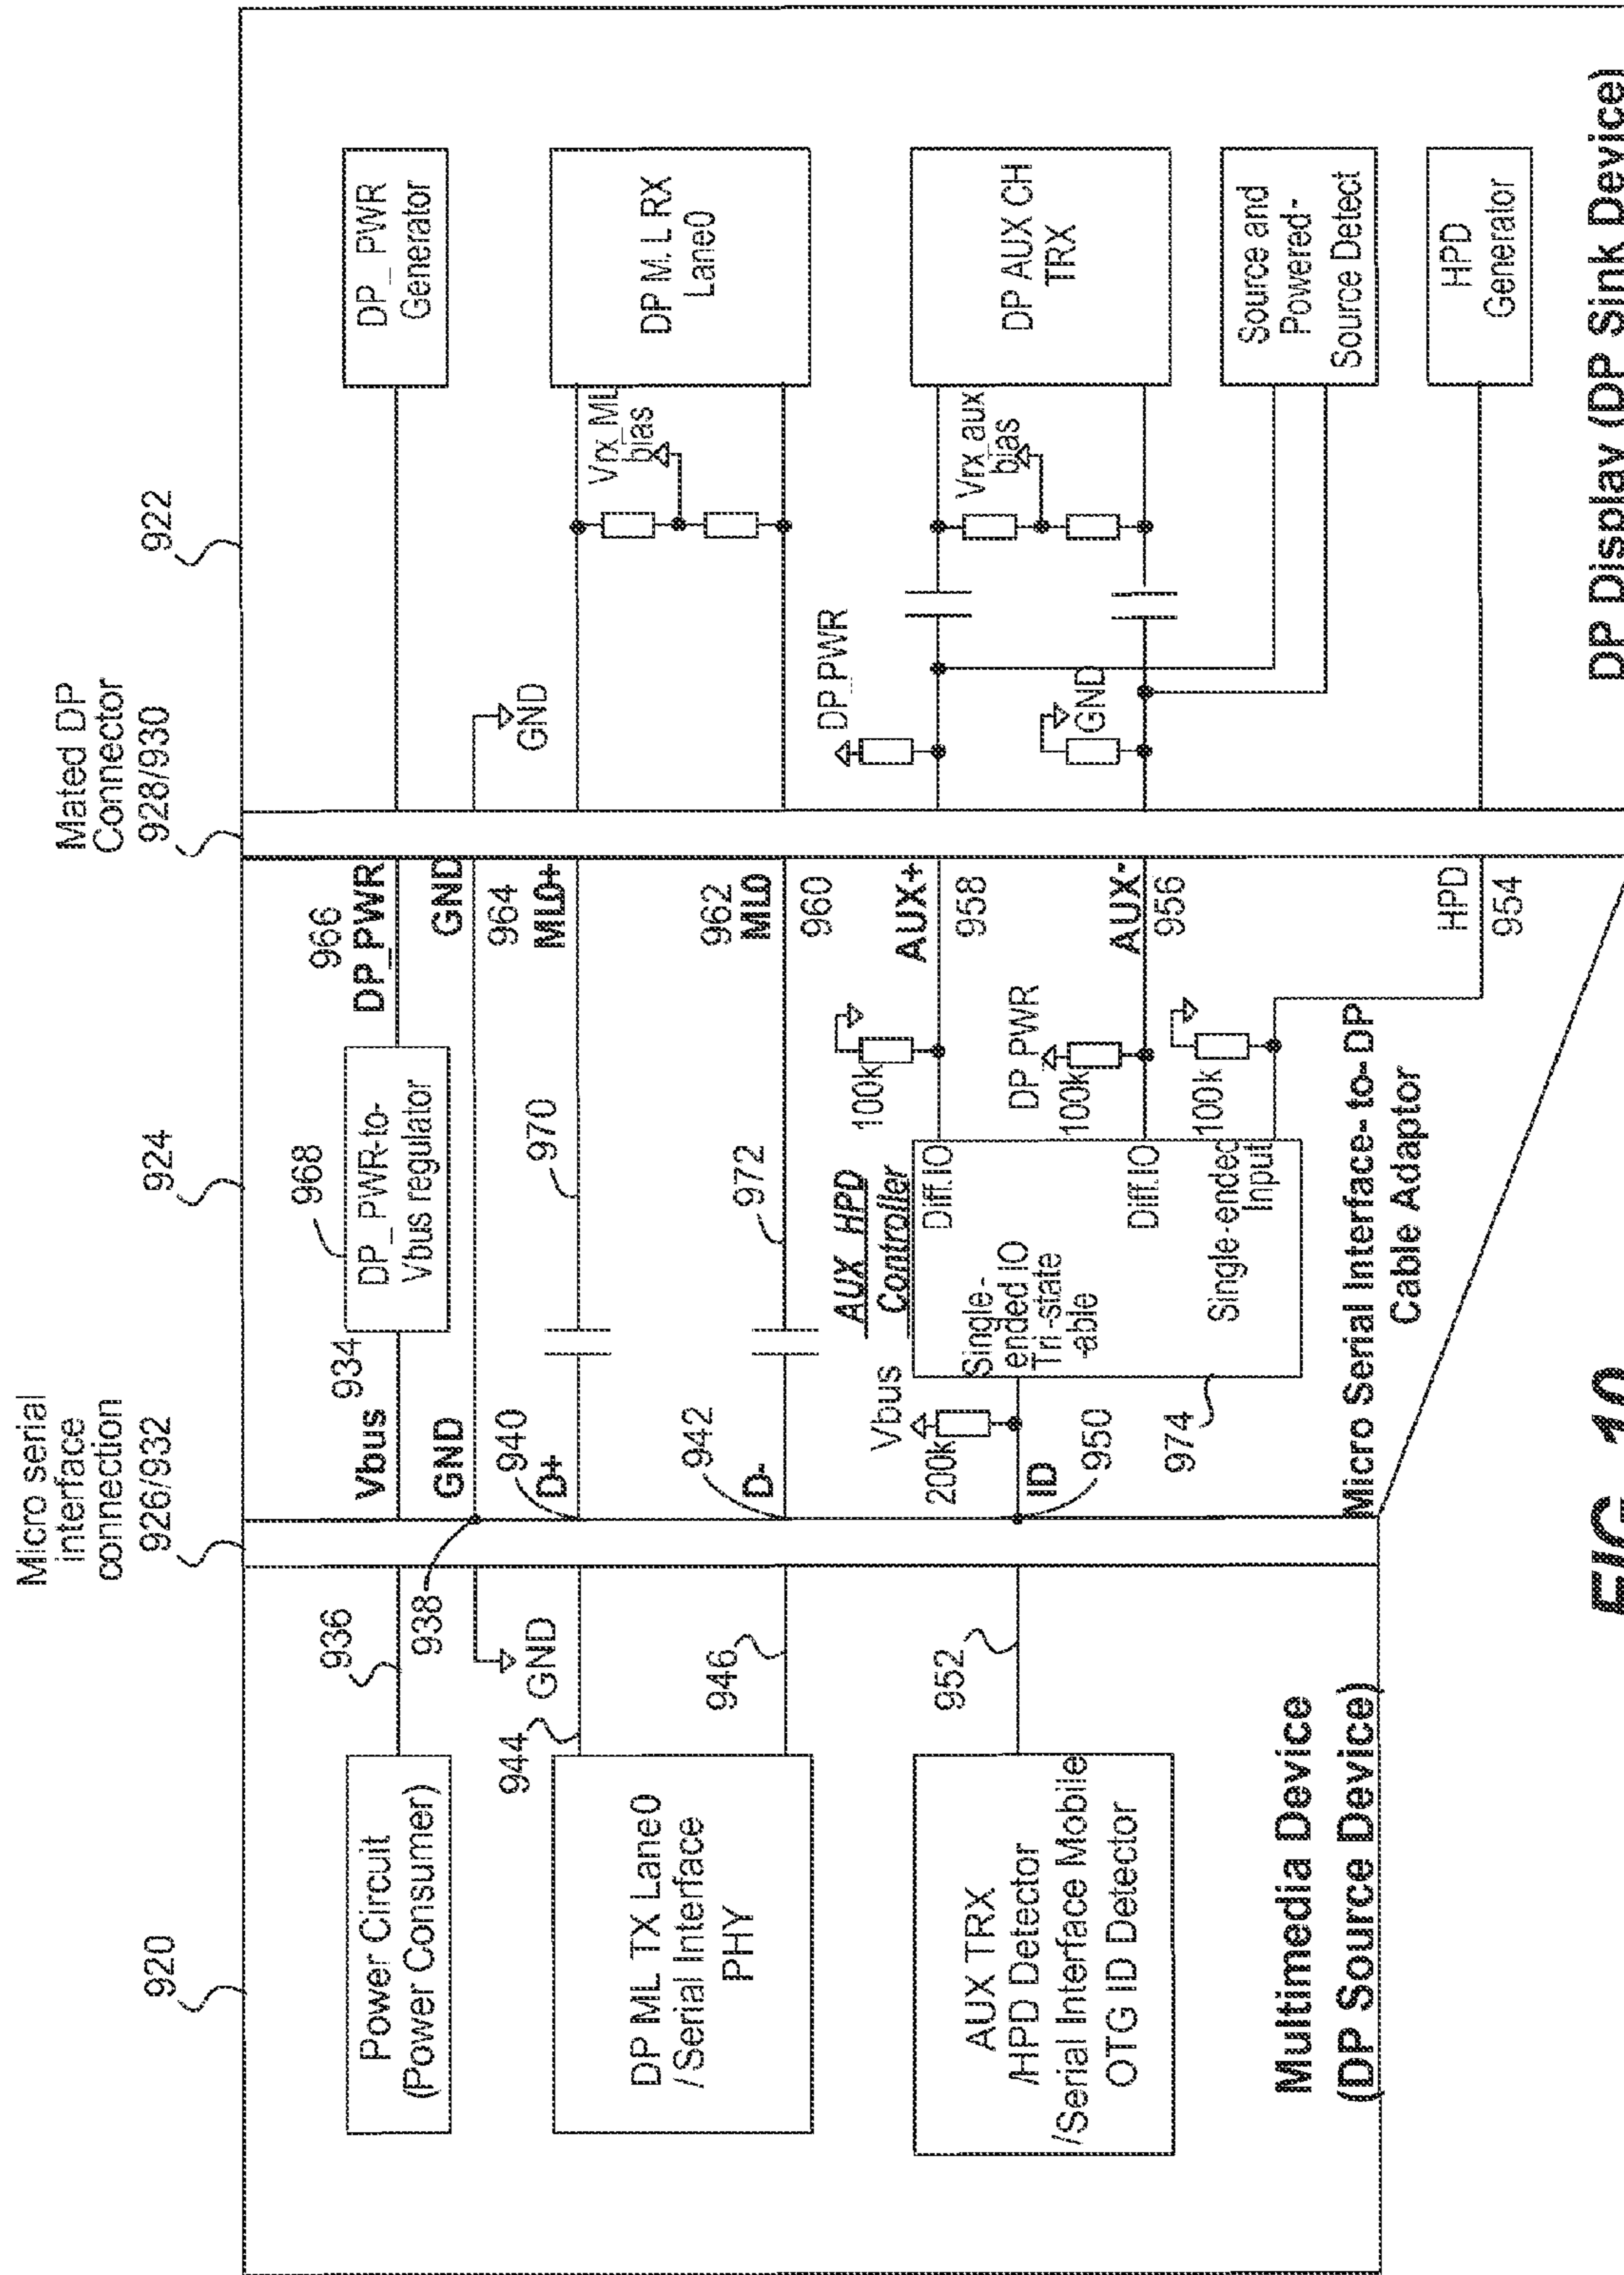 Micro serial
interface
connection
926/932
Mated DP
Connector
928/930
920
924
922
Power Circuit
(Power Consumer)
936
938
944
GND
DP ML TX Lane0
/Serial Interface
PHY
946
952
AUX TRX
/HPD Detector
/Serial Interface Mobile
OTG ID Detector
Multimedia Device
(DP Source Device)
Vbus
934
968
DP_PWR-to-
Vbus regulator
966
DP_PWR
GND
GND
964
940
D+
970
ML0+
942
D-
972
962
ML0
960
AUX HPD
Controller
Vbus
200k
ID
950
974
Single-
ended IO
Tri-state
-able
Diff.IO
Diff.IO
Single-ended
Input
100k
AUX+
958
DP_PWR
100k
AUX-
956
100k
HPD
954
Micro Serial Interface-to-DP
Cable Adaptor
DP_PWR
Generator
GND
Vrx_ML
bias
DP M. L RX
Lane0
DP_PWR
Vrx_aux
bias
DP AUX CH
TRX
GND
Source and
Powered-
Source Detect
HPD
Generator
DP Display (DP Sink Device)
FIG. 10